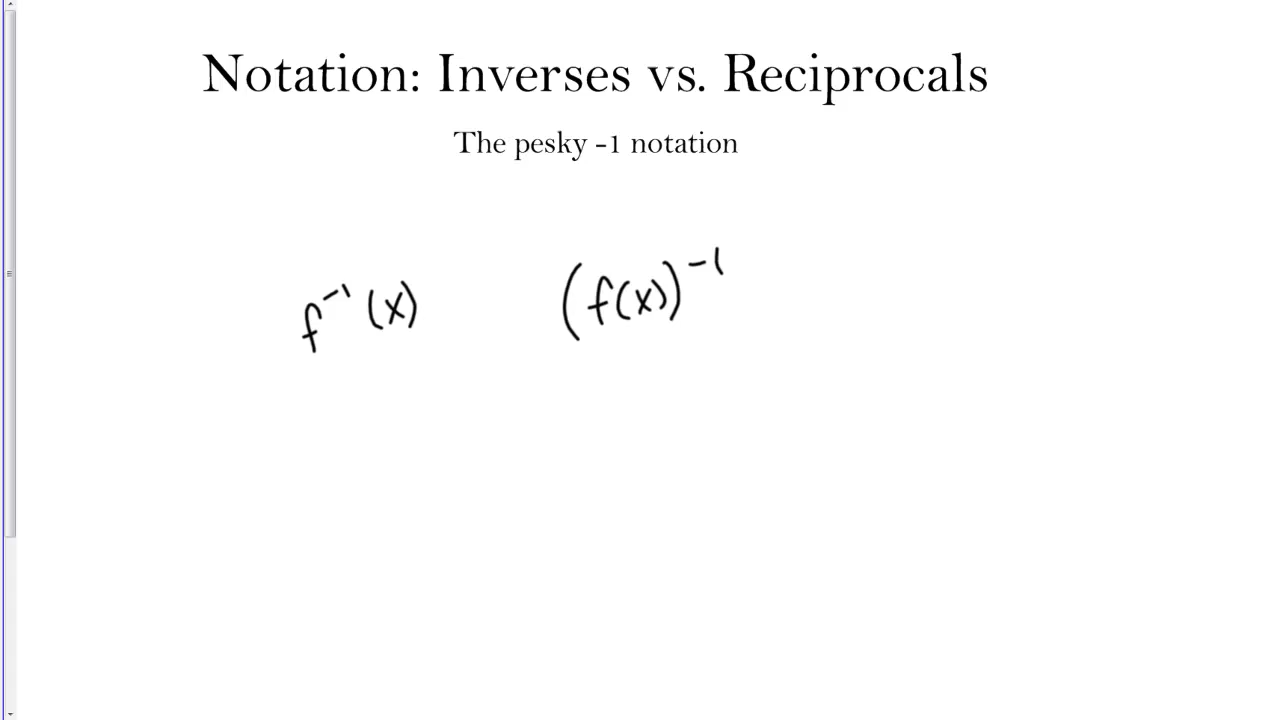 Notation: Inverses vs. Reciprocals
The pesky -1 notation
f⁻¹(x) (f(x))⁻¹